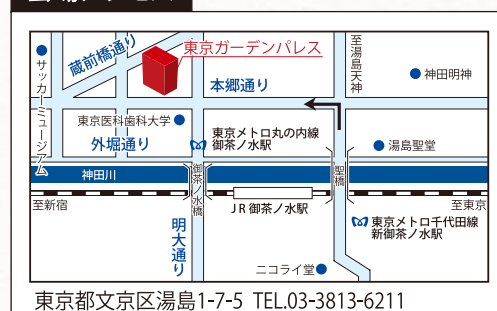 東京ガーデンパレス
蔵前橋通り
サッカーミュージアム
本郷通り
至湯島天神
神田明神
東京医科歯科大学
外堀通り
東京メトロ丸の内線
御茶ノ水駅
湯島聖堂
神田川
御茶ノ水橋
聖橋
至新宿
JR御茶ノ水駅
至東京
明大通り
東京メトロ千代田線
新御茶ノ水駅
ニコライ堂
東京都文京区湯島1-7-5 TEL.03-3813-6211